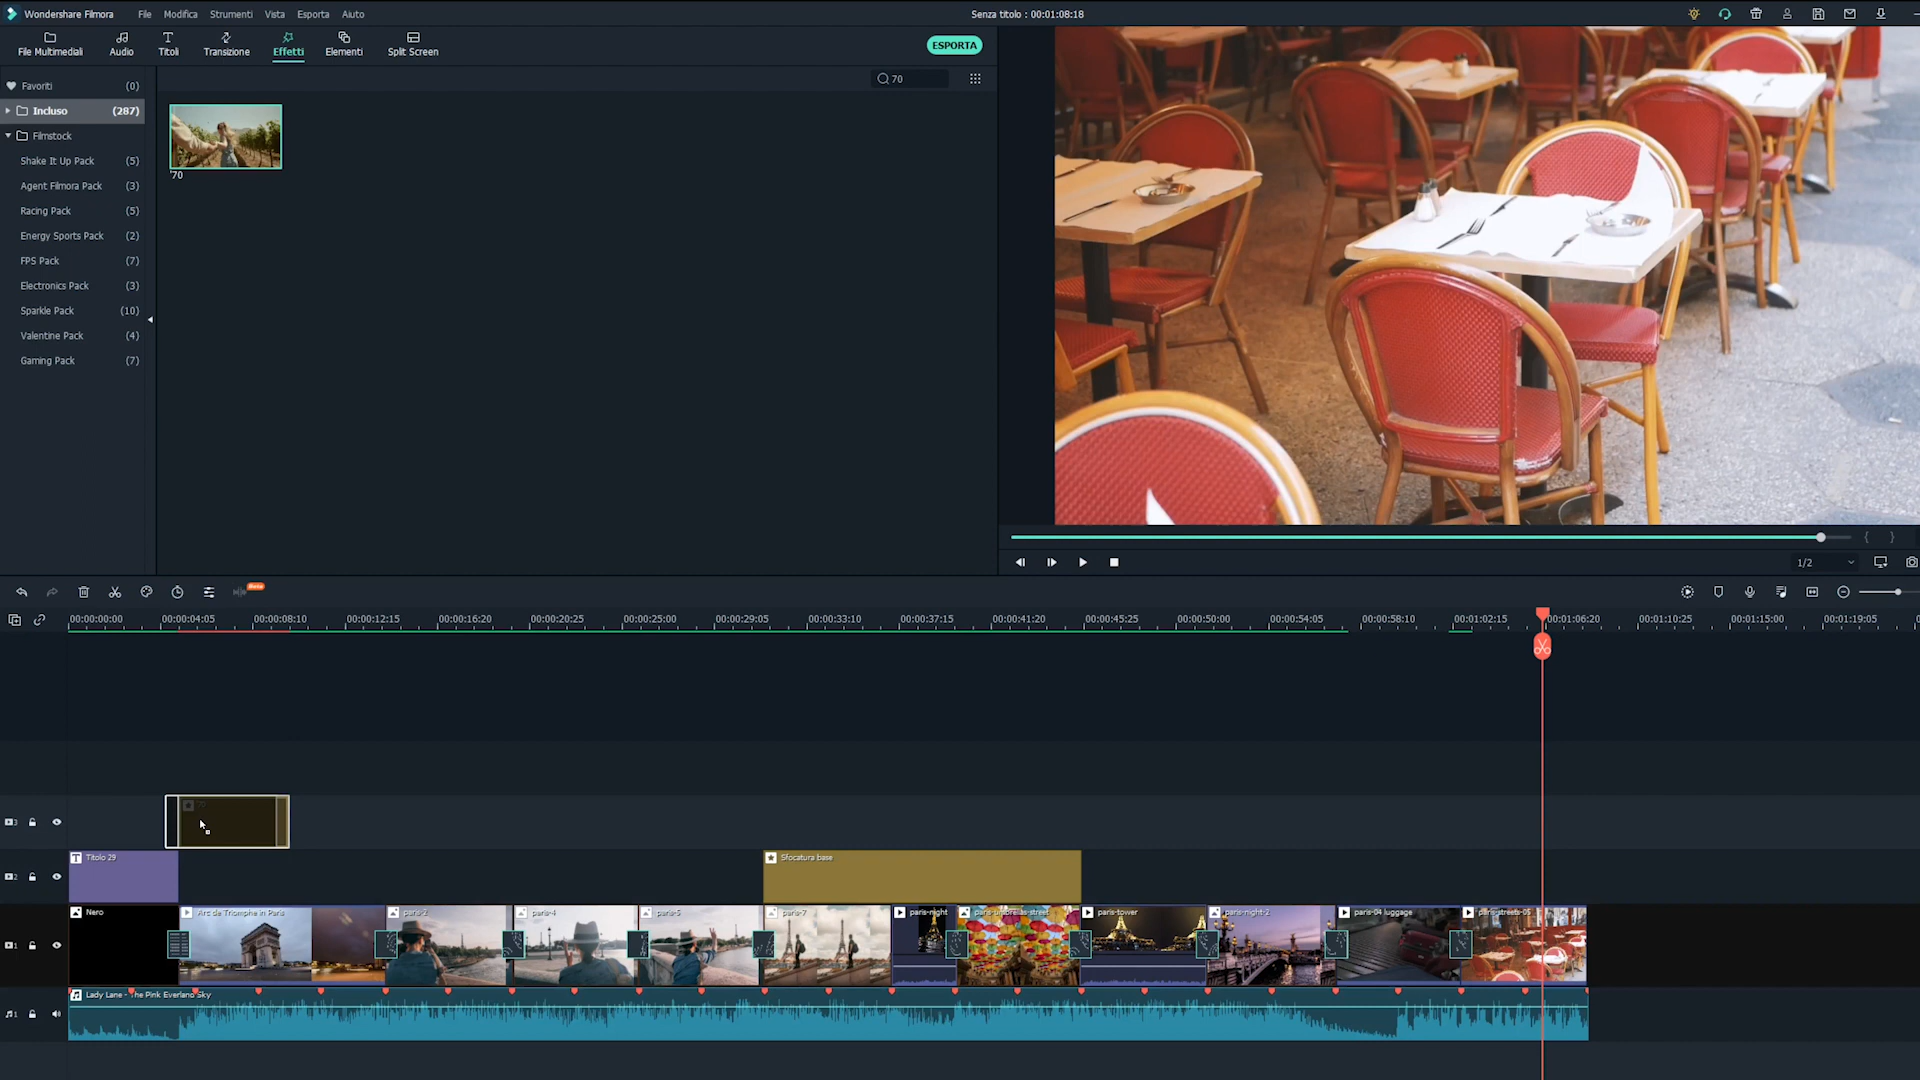 Wondershare Filmora
File Modifica Strumenti Vista Esporta Aiuto
Senza titolo : 00:01:08:18
File Multimediali Audio Titoli Transizione Effetti Elementi Split Screen
ESPORTA
Favoriti (0)
Incluso (287)
Filmstock
Shake It Up Pack (5)
Agent Filmora Pack (3)
Racing Pack (5)
Energy Sports Pack (2)
FPS Pack (7)
Electronics Pack (3)
Sparkle Pack (10)
Valentine Pack (4)
Gaming Pack (7)
70
'70
1/2
Beta
00:00:00:00 00:00:04:05 00:00:08:10 00:00:12:15 00:00:16:20 00:00:20:25 00:00:25:00 00:00:29:05 00:00:33:10 00:00:37:15 00:00:41:20 00:00:45:25 00:00:50:00 00:00:54:05 00:00:58:10 00:01:02:15 00:01:06:20 00:01:10:25 00:01:15:00 00:01:19:05
3
'70
2
Titolo 29
Sfocatura base
1
Nero
Arc de Triomphe in Paris
paris-2
paris-4
paris-5
paris-7
paris-night
paris-umbrellas-street
paris-tower
paris-night-2
paris-04 luggage
paris-streets-05
1
Lady Lane - The Pink Everland Sky